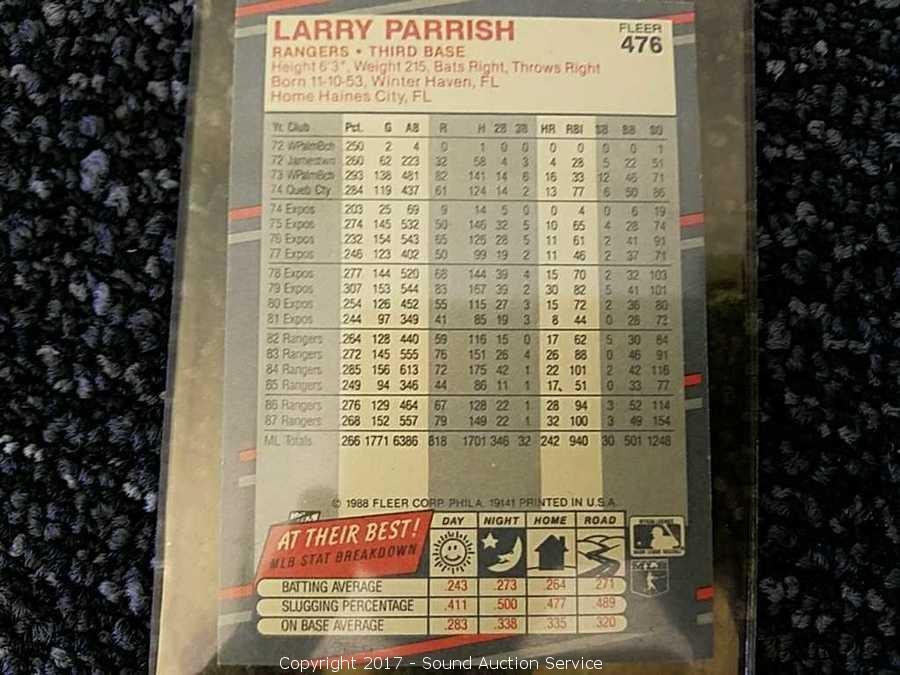 LARRY PARRISH
FLEER
476
RANGERS • THIRD BASE
Height 6'3", Weight 215, Bats Right, Throws Right
Born 11-10-53, Winter Haven, FL
Home Haines City, FL
Yr. Club Pct. G AB R H 2B 3B HR RBI SB BB SO
72 WPalmBch 250 2 4 0 1 0 0 0 0 0 0 1
72 Jamestwn 260 62 223 32 58 4 3 4 28 5 22 51
73 WPalmBch 293 138 481 82 141 14 6 16 33 12 46 71
74 Queb Cty 284 119 437 61 124 14 2 13 77 6 50 86
74 Expos 203 25 69 9 14 5 0 0 4 0 6 19
75 Expos 274 145 532 50 146 32 5 10 65 4 28 74
76 Expos 232 154 543 65 126 28 5 11 61 2 41 91
77 Expos 246 123 402 50 99 19 2 11 46 2 37 71
78 Expos 277 144 520 68 144 39 4 15 70 2 32 103
79 Expos 307 153 544 83 167 39 2 30 82 5 41 101
80 Expos 254 126 452 55 115 27 3 15 72 2 36 80
81 Expos 244 97 349 41 85 19 3 8 44 0 28 73
82 Rangers 264 128 440 59 116 15 0 17 62 5 30 84
83 Rangers 272 145 555 76 151 26 4 26 88 0 46 91
84 Rangers 285 156 613 72 175 42 1 22 101 2 42 116
85 Rangers 249 94 346 44 86 11 1 17 51 0 33 77
86 Rangers 276 129 464 67 128 22 1 28 94 3 52 114
87 Rangers 268 152 557 79 149 22 1 32 100 3 49 154
ML Totals 266 1771 6386 818 1701 346 32 242 940 30 501 1248
© 1988 FLEER CORP. PHILA. 19141 PRINTED IN U.S.A.
AT THEIR BEST!
MLB STAT BREAKDOWN
DAY NIGHT HOME ROAD
BATTING AVERAGE .243 .273 .264 .271
SLUGGING PERCENTAGE .411 .500 .477 .489
ON BASE AVERAGE .283 .338 .335 .320
Copyright 2017 - Sound Auction Service